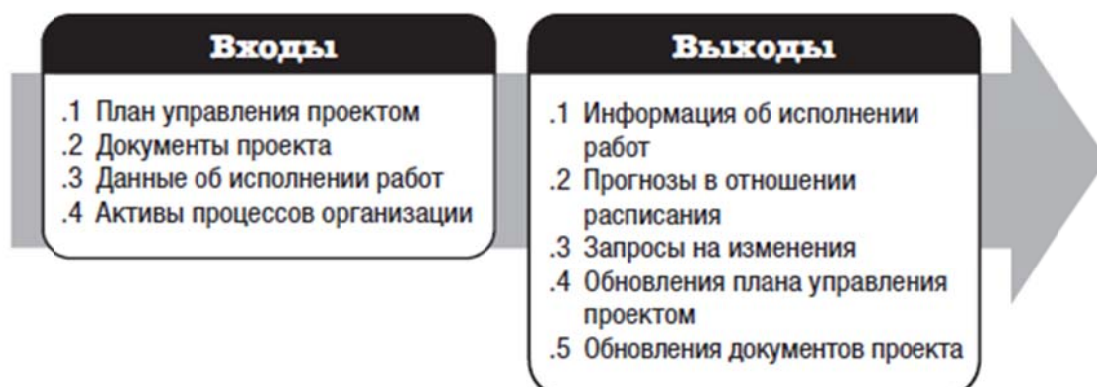 Входы
.1 План управления проектом
.2 Документы проекта
.3 Данные об исполнении работ
.4 Активы процессов организации
Выходы
.1 Информация об исполнении
работ
.2 Прогнозы в отношении
расписания
.3 Запросы на изменения
.4 Обновления плана управления
проектом
.5 Обновления документов проекта